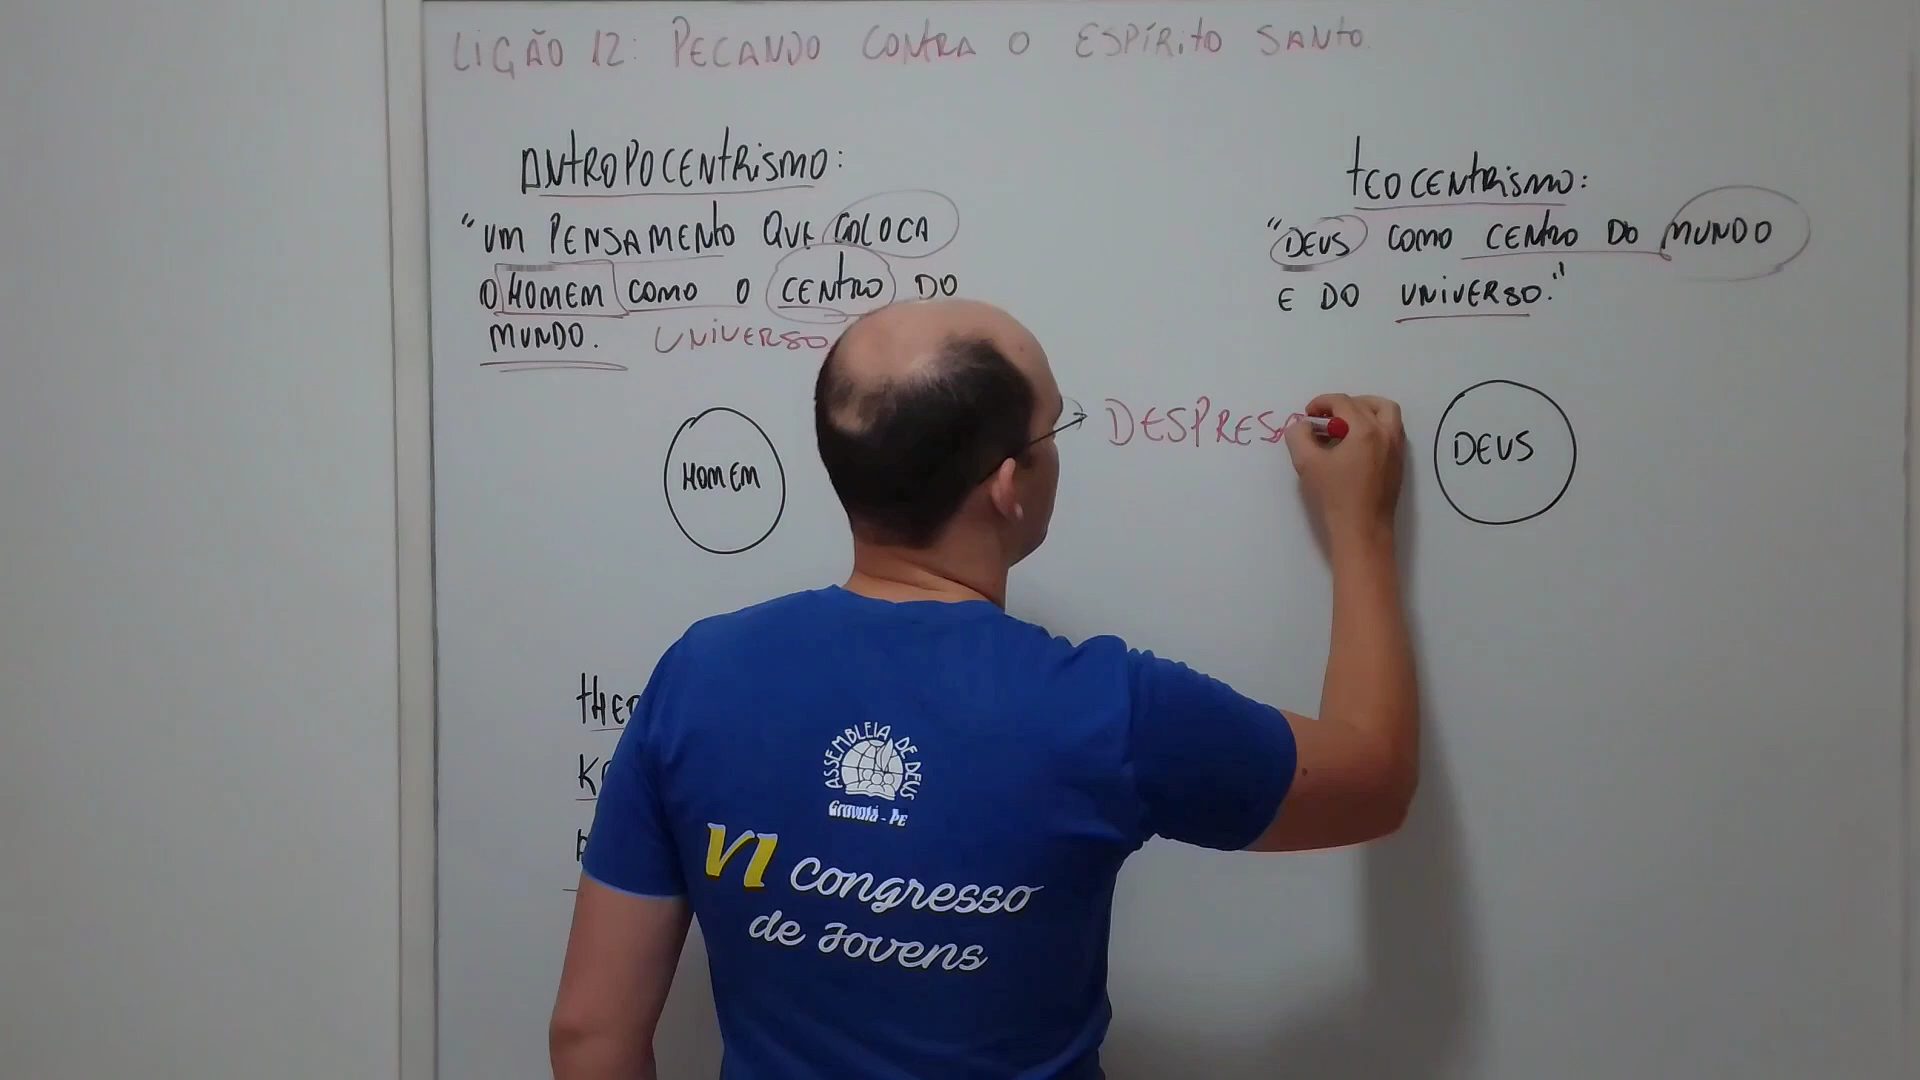 LIÇÃO 12: PECANDO CONTRA O ESPÍRITO SANTO.
ANTROPOCENTRISMO:
"UM PENSAMENTO QUE COLOCA
O HOMEM COMO O CENTRO DO
MUNDO. UNIVERSO
TEOCENTRISMO:
"DEUS COMO CENTRO DO MUNDO
E DO UNIVERSO."
HOMEM
DESPRES
DEUS
ASSEMBLEIA DE DEUS
Gravatá - PE
VI Congresso
de Jovens